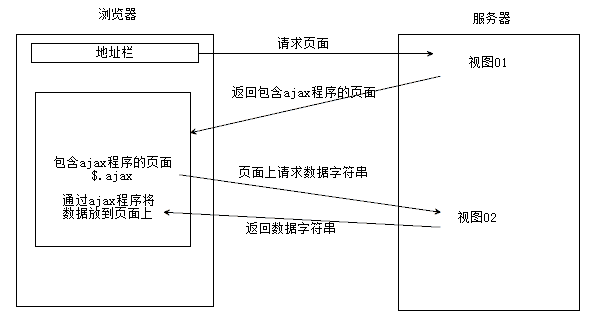 浏览器
服务器
地址栏
请求页面
视图01
返回包含ajax程序的页面
包含ajax程序的页面
$.ajax
页面上请求数据字符串
通过ajax程序将
数据放到页面上
视图02
返回数据字符串